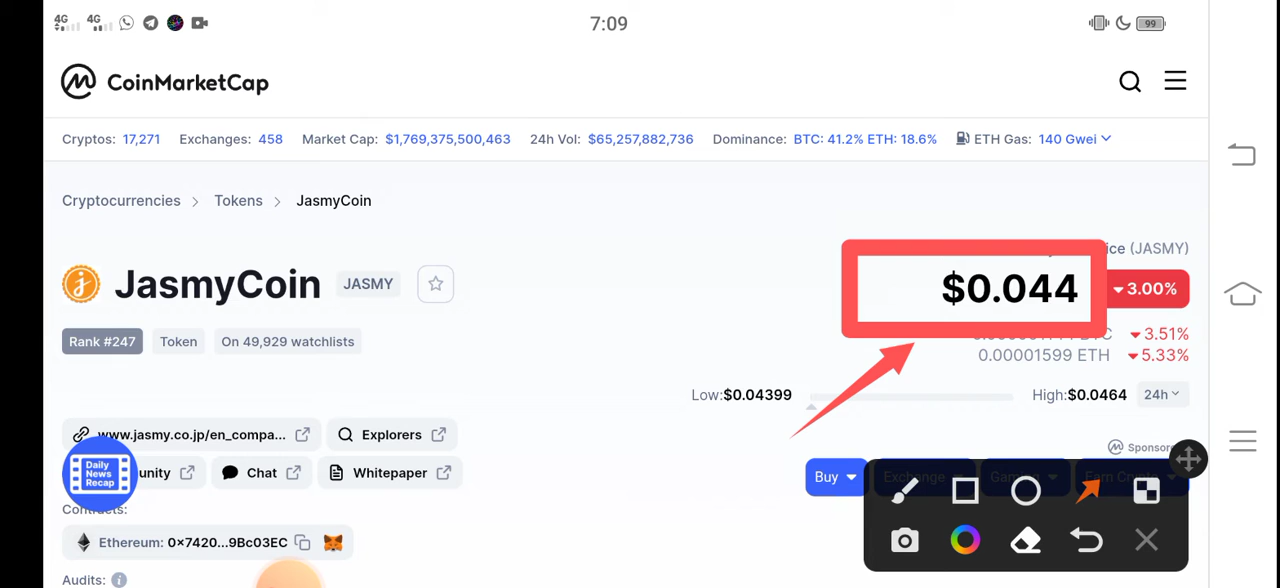 4G 4G 7:09 99
CoinMarketCap
Cryptos: 17,271 Exchanges: 458 Market Cap: $1,769,375,500,463 24h Vol: $65,257,882,736 Dominance: BTC: 41.2% ETH: 18.6% ETH Gas: 140 Gwei
Cryptocurrencies > Tokens > JasmyCoin
ice (JASMY)
JasmyCoin JASMY $0.044 3.00%
Rank #247 Token On 49,929 watchlists
BTC 3.51%
0.00001599 ETH 5.33%
Low:$0.04399 High:$0.0464 24h
www.jasmy.co.jp/en_compa... Explorers
Sponsor
Daily News Recap
unity Chat Whitepaper
Buy Exchange Earn Crypto
Contracts:
Ethereum: 0x7420...9Bc03EC
Audits: